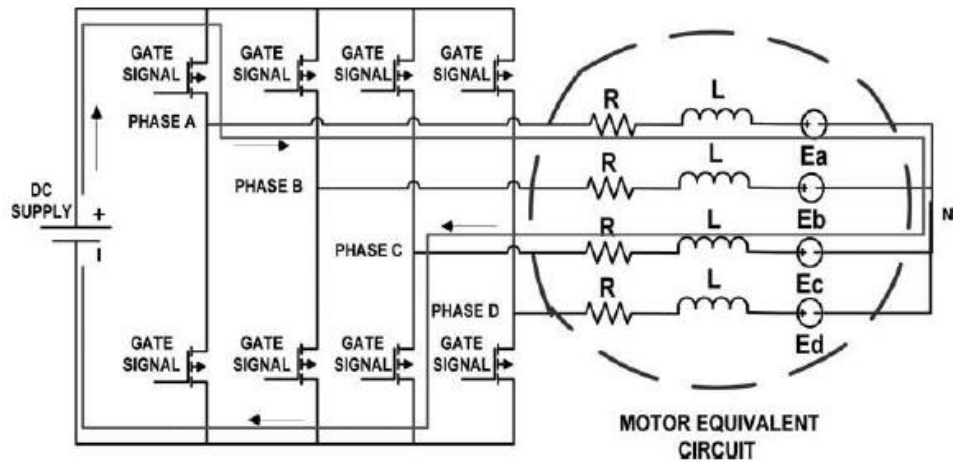 GATE
SIGNAL
GATE
SIGNAL
GATE
SIGNAL
GATE
SIGNAL
PHASE A
R
L
Ea
PHASE B
R
L
Eb
DC
SUPPLY
+
N
PHASE C
R
L
Ec
PHASE D
R
L
Ed
GATE
SIGNAL
GATE
SIGNAL
GATE
SIGNAL
GATE
SIGNAL
MOTOR EQUIVALENT
CIRCUIT